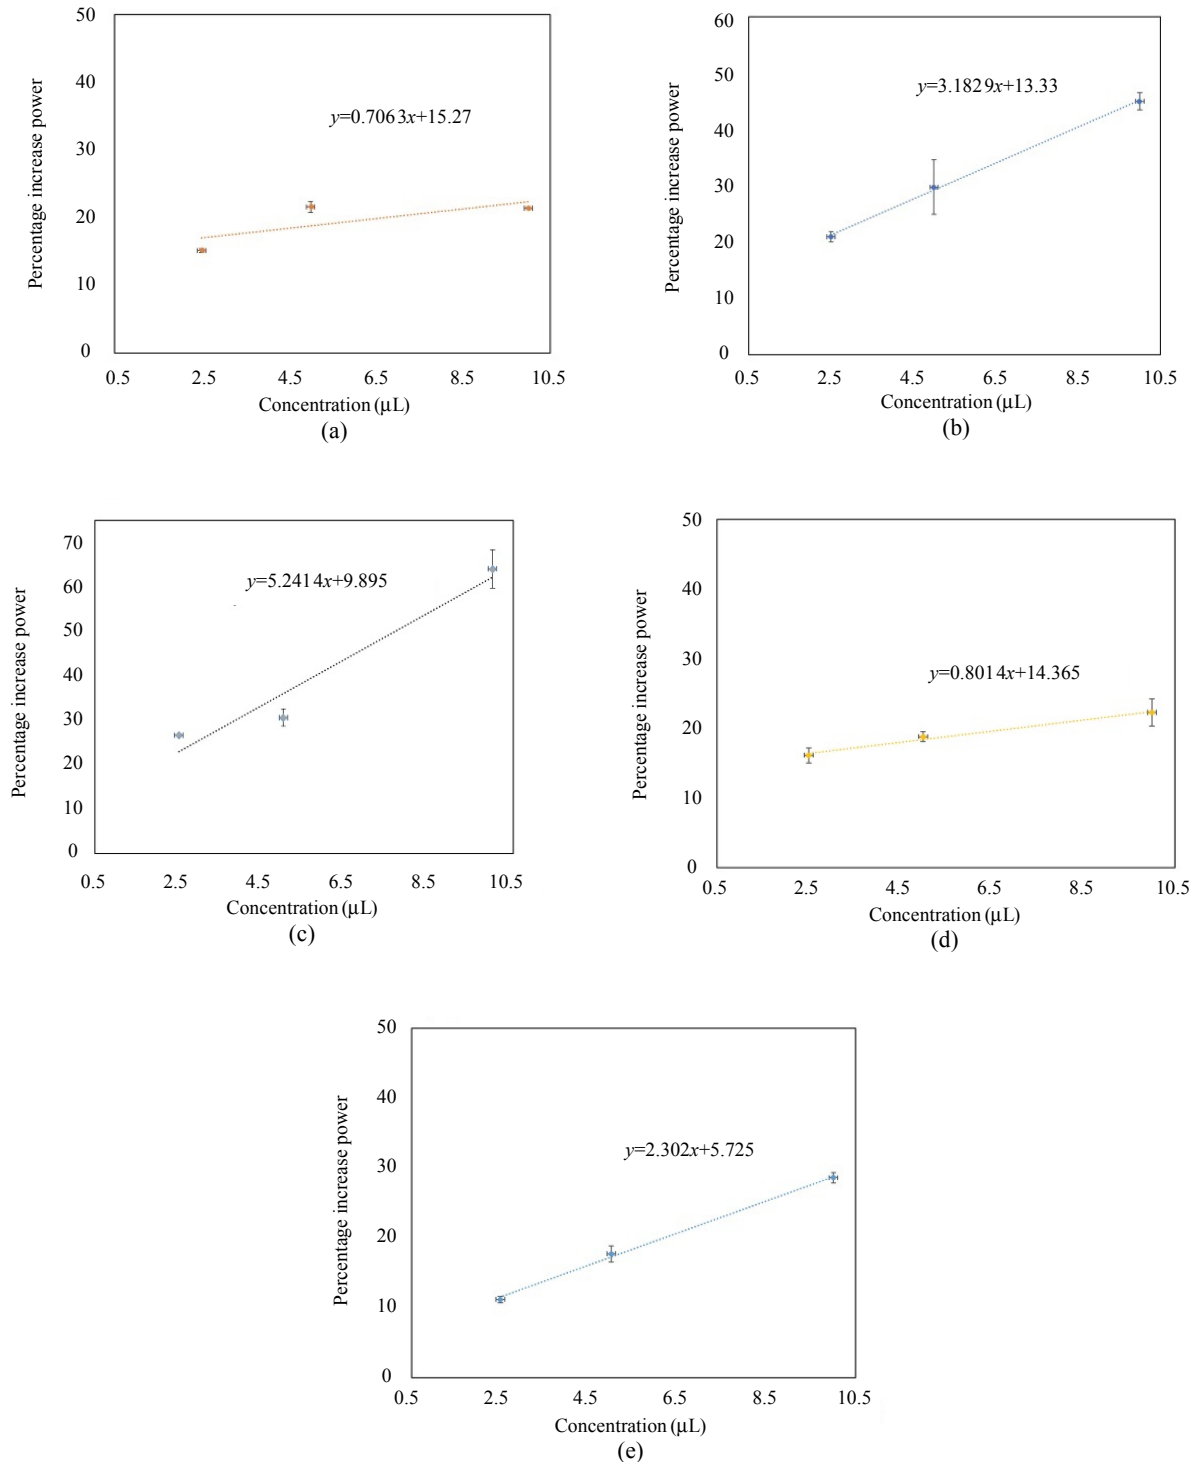 50
40
30
20
10
0
Percentage increase power
y=0.7063x+15.27
0.5 2.5 4.5 6.5 8.5 10.5
Concentration (µL)
(a)
60
50
40
30
20
10
0
Percentage increase power
y=3.1829x+13.33
0.5 2.5 4.5 6.5 8.5 10.5
Concentration (µL)
(b)
70
60
50
40
30
20
10
0
Percentage increase power
y=5.2414x+9.895
0.5 2.5 4.5 6.5 8.5 10.5
Concentration (µL)
(c)
50
40
30
20
10
0
Percentage increase power
y=0.8014x+14.365
0.5 2.5 4.5 6.5 8.5 10.5
Concentration (µL)
(d)
50
40
30
20
10
0
Percentage increase power
y=2.302x+5.725
0.5 2.5 4.5 6.5 8.5 10.5
Concentration (µL)
(e)